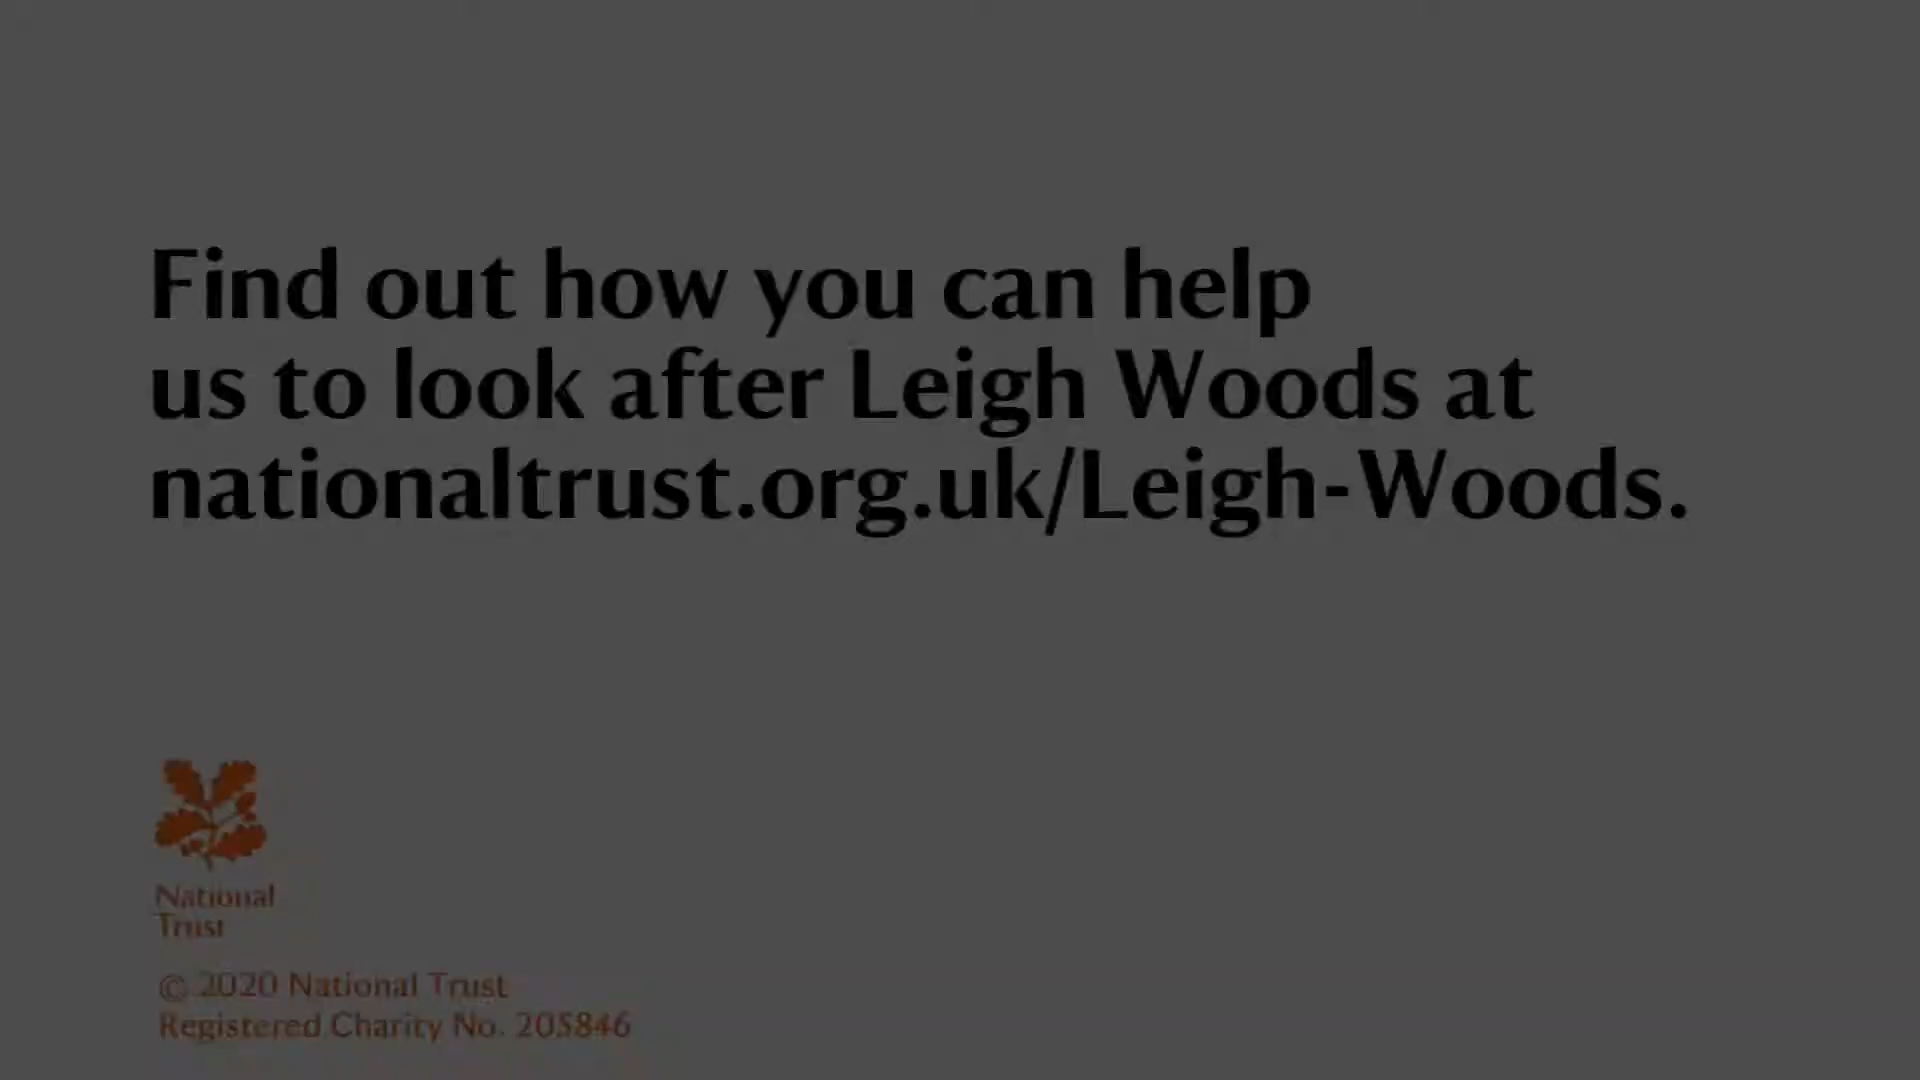 Find out how you can help
us to look after Leigh Woods at
nationaltrust.org.uk/Leigh-Woods.
National
Trust
© 2020 National Trust
Registered Charity No. 205846